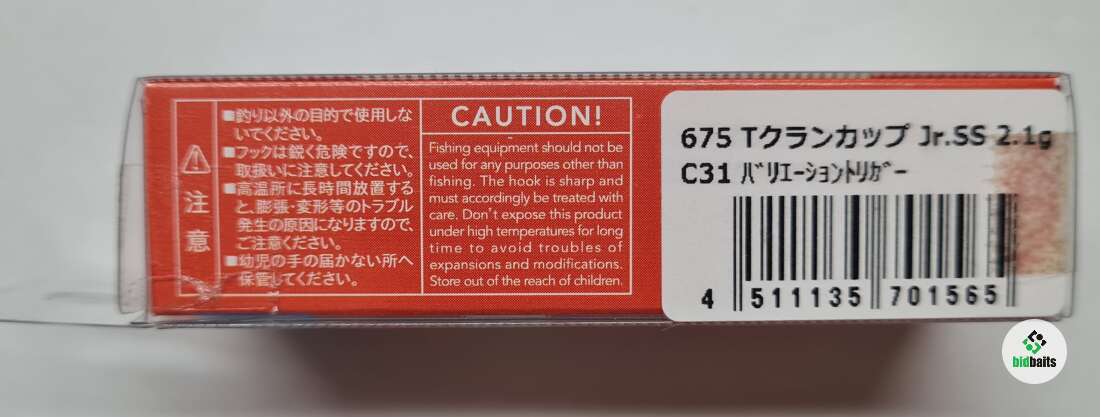 注意
■釣り以外の目的で使用しな
いでください。
■フックは鋭く危険ですので、
取扱いに注意してください。
■高温所に長時間放置する
と、膨張・変形等のトラブル
発生の原因になりますので、
ご注意ください。
■幼児の手の届かない所へ
保管してください。
CAUTION!
Fishing equipment should not be
used for any purposes other than
fishing. The hook is sharp and
must accordingly be treated with
care. Don't expose this product
under high temperatures for long
time to avoid troubles of
expansions and modifications.
Store out of the reach of children.
675 Tクランカップ Jr.SS 2.1g
C31 ﾊﾞﾘｴｰｼｮﾝﾄﾘｶﾞｰ
4 511135 701565
bidbaits